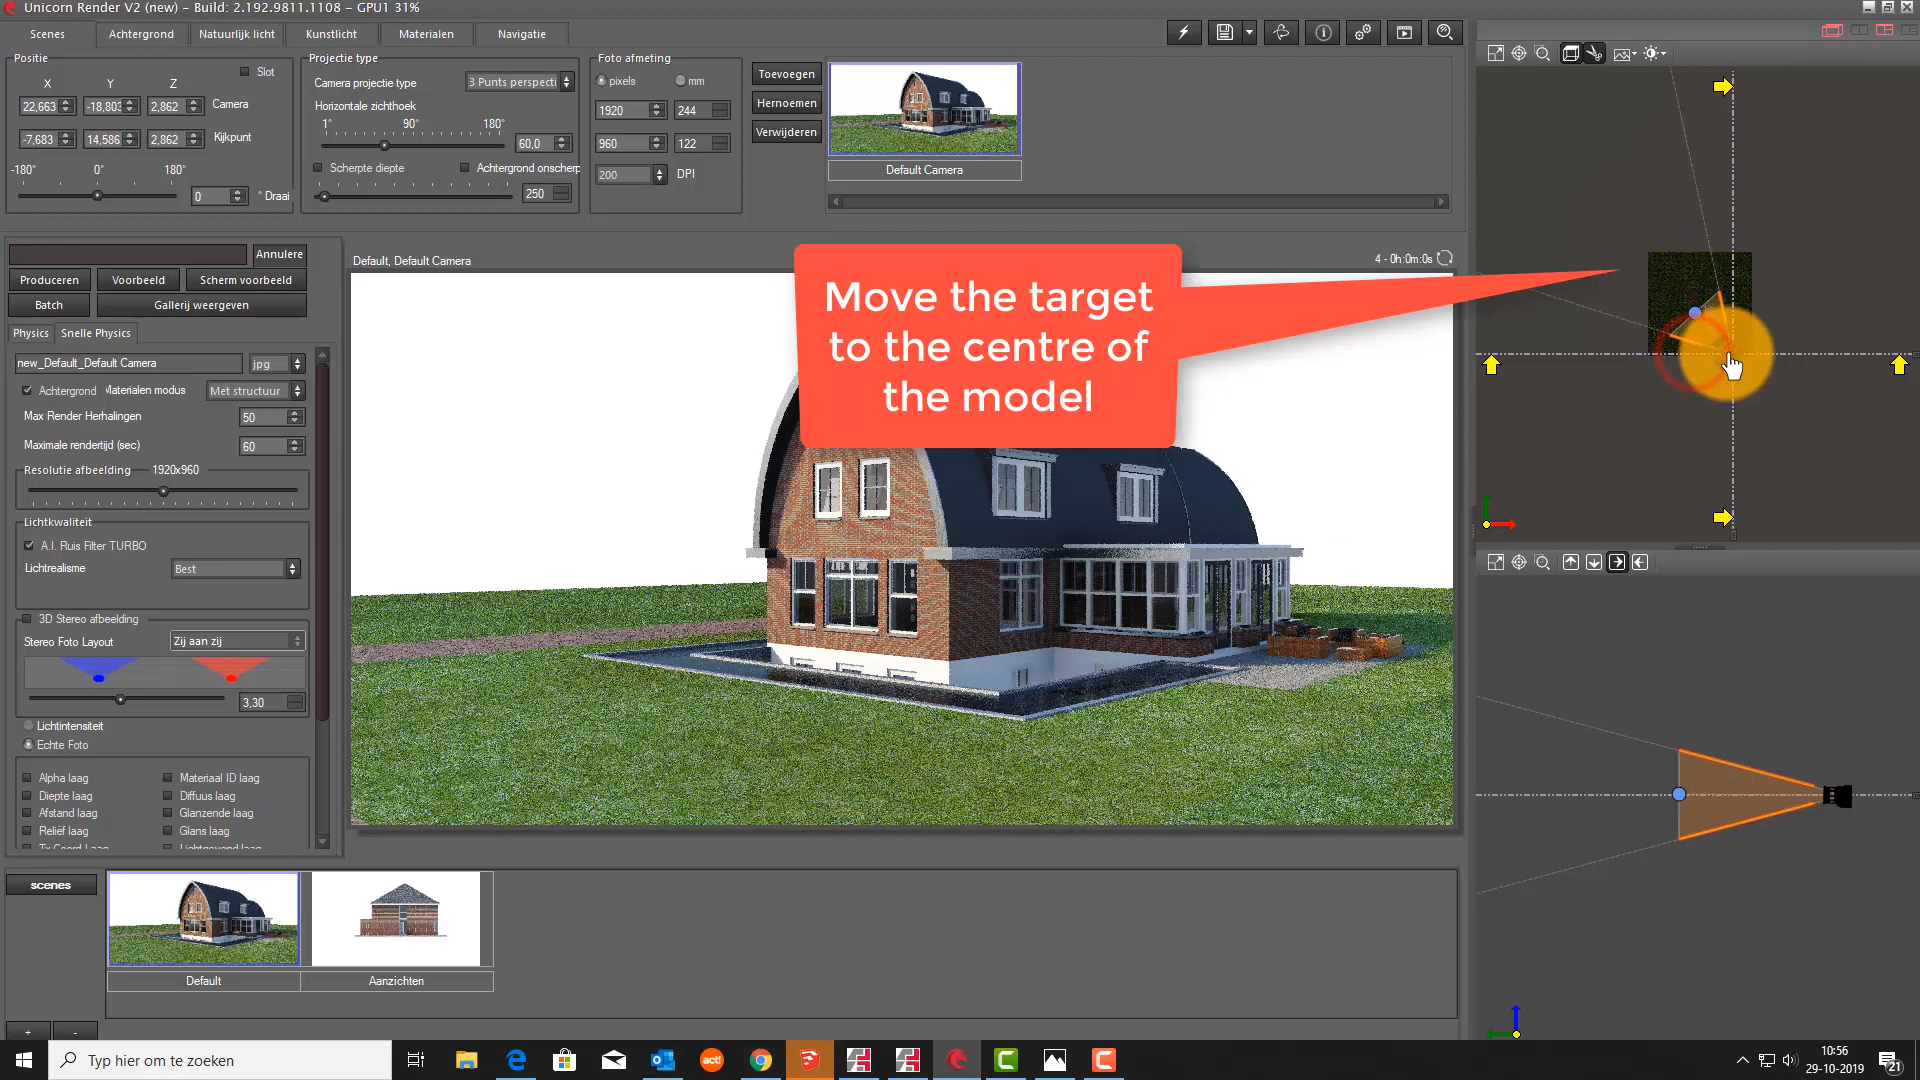 Unicorn Render V2 (new) - Build: 2.192.9811.1108 - GPU1 31%
Scenes Achtergrond Natuurlijk licht Kunstlicht Materialen Navigatie
Positie
Slot
X Y Z
22,663 -18,803 2,862 Camera
-7,683 14,586 2,862 Kijkpunt
-180° 0° 180°
0 ° Draai
Projectie type
Camera projectie type 3 Punts perspecti
Horizontale zichthoek
1° 90° 180°
60,0
Scherpte diepte Achtergrond onscherp
250
Foto afmeting
pixels mm
1920 244
960 122
200 DPI
Toevoegen
Hernoemen
Verwijderen
Default Camera
Annulere
Produceren Voorbeeld Scherm voorbeeld
Batch Gallerij weergeven
Physics Snelle Physics
new_Default_Default Camera jpg
Achtergrond Materialen modus Met structuur
Max Render Herhalingen 50
Maximale rendertijd (sec) 60
Resolutie afbeelding 1920x960
Lichtkwaliteit
A.I. Ruis Filter TURBO
Lichtrealisme Best
3D Stereo afbeelding
Stereo Foto Layout Zij aan zij
3,30
Lichtintensiteit
Echte Foto
Alpha laag Materiaal ID laag
Diepte laag Diffuus laag
Afstand laag Glanzende laag
Reliëf laag Glans laag
Tx Coord Laag Lichtgevend laag
Default, Default Camera
4 - 0h:0m:0s
Move the target
to the centre of
the model
scenes
Default Aanzichten
+ -
Typ hier om te zoeken
act!
10:56
29-10-2019
21